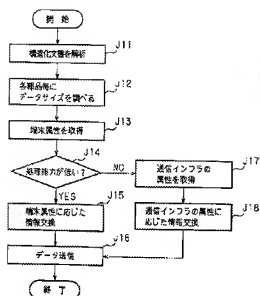 開始
J11
構造化文書を解析
J12
各部品毎に
データサイズを調べる
J13
端末属性を取得
J14
処理能力が低い?
NO
J17
通信インフラの
属性を取得
YES
J15
端末属性に応じた
情報交換
J18
通信インフラの属性に
応じた情報交換
J16
データ送信
終了